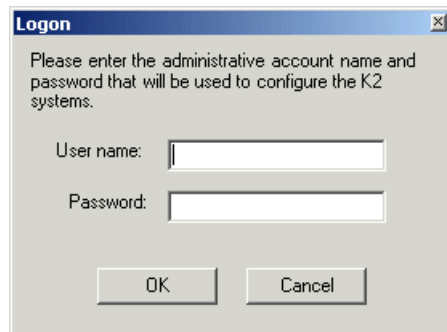 Logon
Please enter the administrative account name and
password that will be used to configure the K2
systems.
User name:
Password:
OK
Cancel